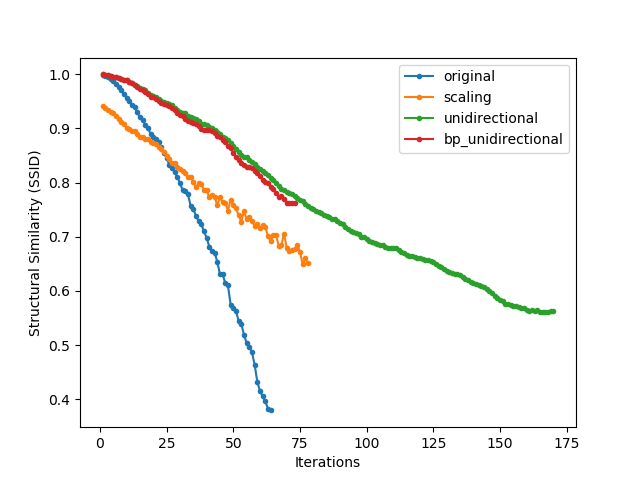 original
scaling
unidirectional
bp_unidirectional
Structural Similarity (SSID)
1.0
0.9
0.8
0.7
0.6
0.5
0.4
0 25 50 75 100 125 150 175
Iterations